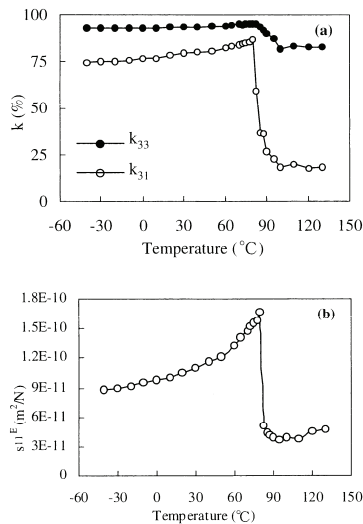 100
(a)
75
50
25
0
k (%)
k33
k31
-60 -30 0 30 60 90 120 150
Temperature (°C)
1.8E-10
(b)
1.5E-10
1.2E-10
9E-11
6E-11
3E-11
0
s11 E (m2/N)
-60 -30 0 30 60 90 120 150
Temperature (°C)